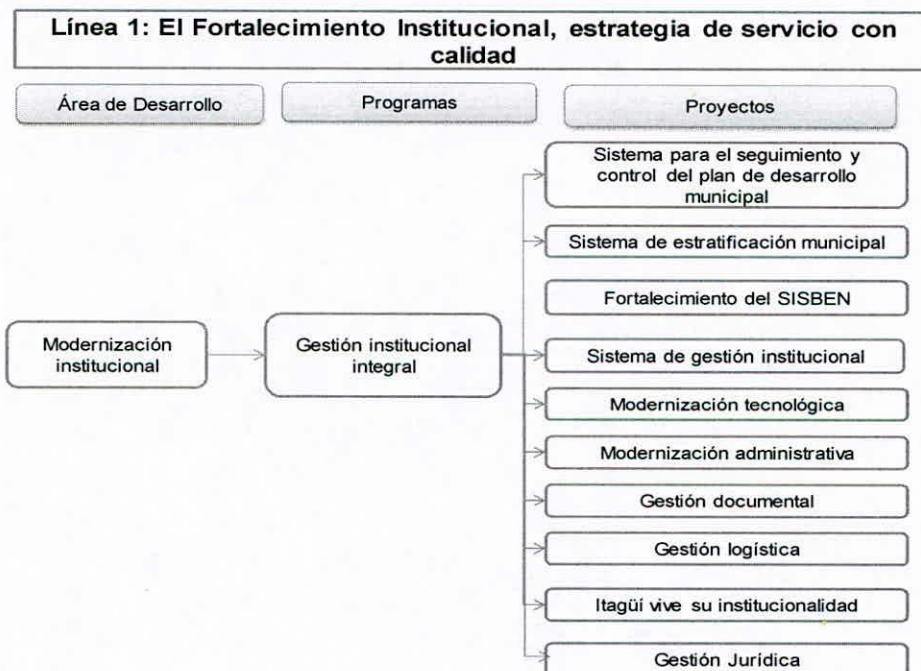 Línea 1: El Fortalecimiento Institucional, estrategia de servicio con
calidad
Área de Desarrollo
Programas
Proyectos
Sistema para el seguimiento y
control del plan de desarrollo
municipal
Sistema de estratificación municipal
Fortalecimiento del SISBEN
Modernización
institucional
Gestión institucional
integral
Sistema de gestión institucional
Modernización tecnológica
Modernización administrativa
Gestión documental
Gestión logística
Itagüí vive su institucionalidad
Gestión Jurídica